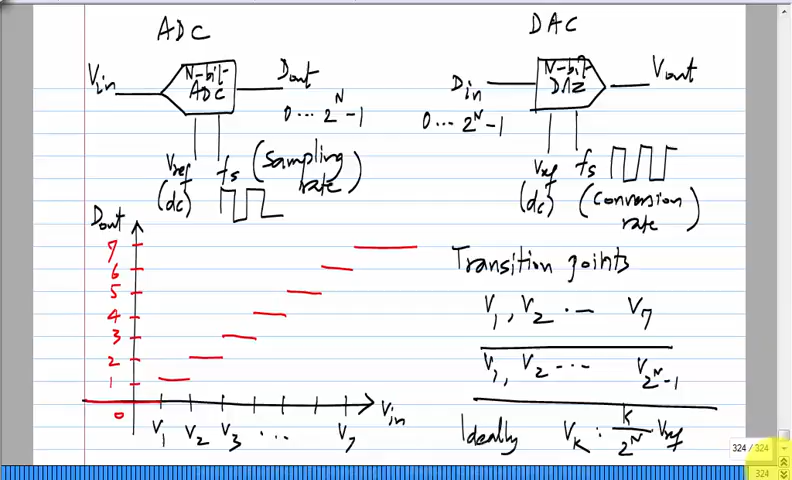 ADC
DAC
Vin
N-bit
ADC
Dout
0 ... 2^N - 1
Din
0 ... 2^N - 1
N-bit
DAC
Vout
Vref
(dc)
fs (Sampling
rate)
Vref
(dc)
fs
(Conversion
rate)
Dout
7
6
5
4
3
2
1
0
V1 V2 V3 ... V7
Vin
Transition points
V1, V2 ... V7
V1, V2 ... V2^N-1
Ideally Vk : k/2^N Vref
324 / 324
324